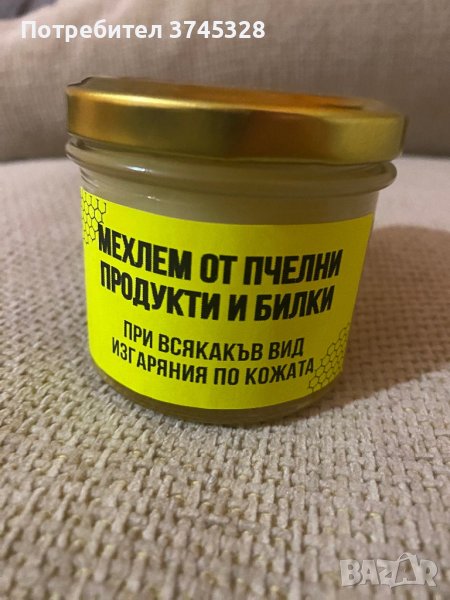 Потребител 3745328
МЕХЛЕМ ОТ ПЧЕЛНИ
ПРОДУКТИ И БИЛКИ
ПРИ ВСЯКАКЪВ ВИД
ИЗГАРЯНИЯ ПО КОЖАТА
BAZAR